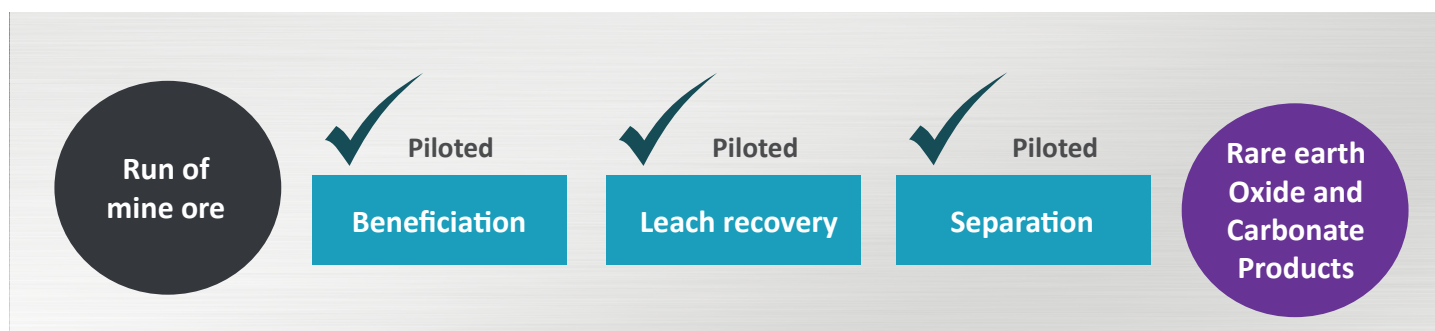 Run of
mine ore
Piloted
Beneficiation
Piloted
Leach recovery
Piloted
Separation
Rare earth
Oxide and
Carbonate
Products